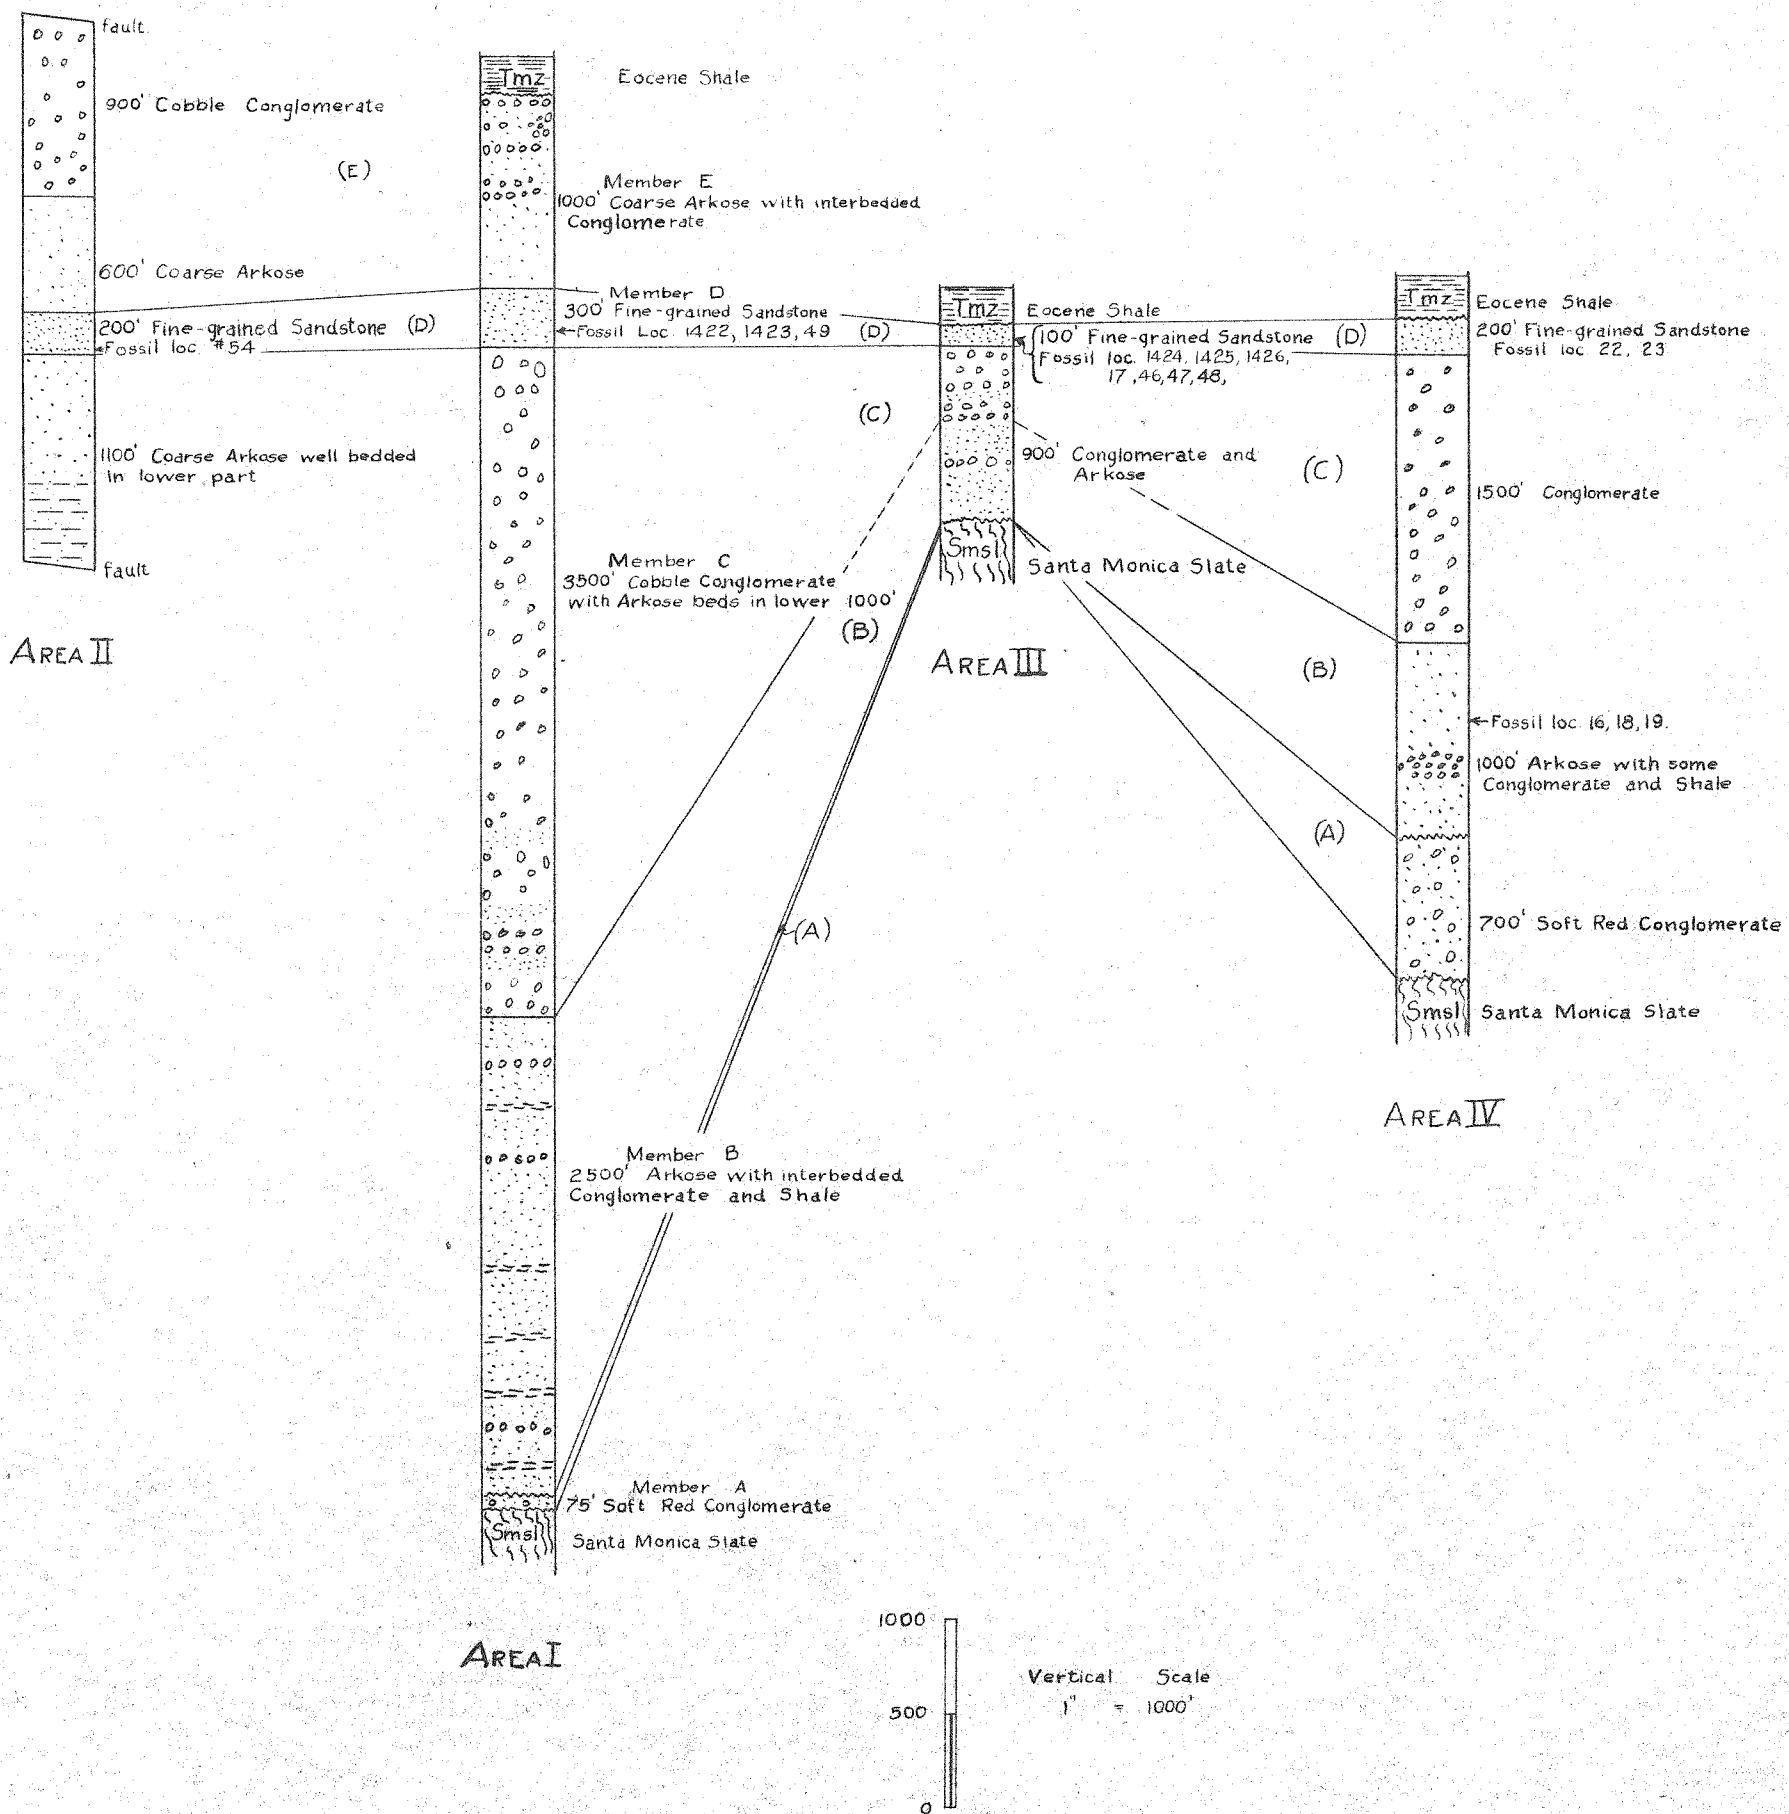 fault.
900' Cobble Conglomerate
(E)
600' Coarse Arkose
200' Fine-grained Sandstone (D)
Fossil loc. #54
1100' Coarse Arkose well bedded
in lower part
fault
AREA II
Tmz
Eocene Shale
Member E
1000' Coarse Arkose with interbedded
Conglomerate
Member D
300' Fine-grained Sandstone
Fossil Loc. 1422, 1423, 49 (D)
(C)
Member C
3500' Cobble Conglomerate
with Arkose beds in lower 1000'
(B)
(A)
Member B
2500' Arkose with interbedded
Conglomerate and Shale
Member A
75' Soft Red Conglomerate
Smsl
Santa Monica Slate
AREA I
Tmz
Eocene Shale
100' Fine-grained Sandstone (D)
Fossil loc. 1424, 1425, 1426,
17, 46, 47, 48,
900' Conglomerate and
Arkose
(C)
Smsl
Santa Monica Slate
AREA III
(B)
(A)
Tmz
Eocene Shale
200' Fine-grained Sandstone
Fossil loc. 22, 23
1500' Conglomerate
Fossil loc. 16, 18, 19.
1000' Arkose with some
Conglomerate and Shale
700' Soft Red Conglomerate
Smsl
Santa Monica Slate
AREA IV
1000
500
0
Vertical Scale
1" = 1000'